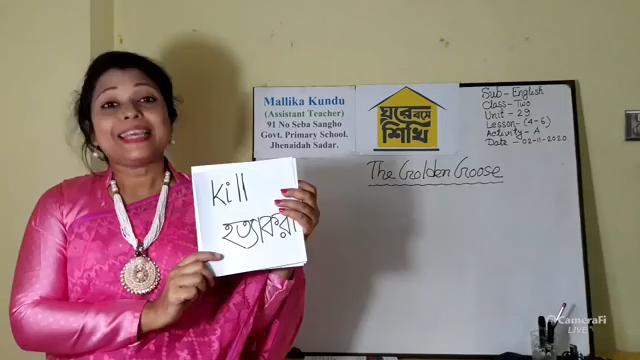 Mallika Kundu
(Assistant Teacher)
91 No Seba Sangho
Govt. Primary School.
Jhenaidah Sadar.
ঘরে বসে
শিখি
Sub - English
Class - Two
Unit - 29
Lesson - (4-6)
Activity - A
Date - 02-11-2020
The Golden Goose
Kill
হত্যাকরা
CameraFi
LIVE